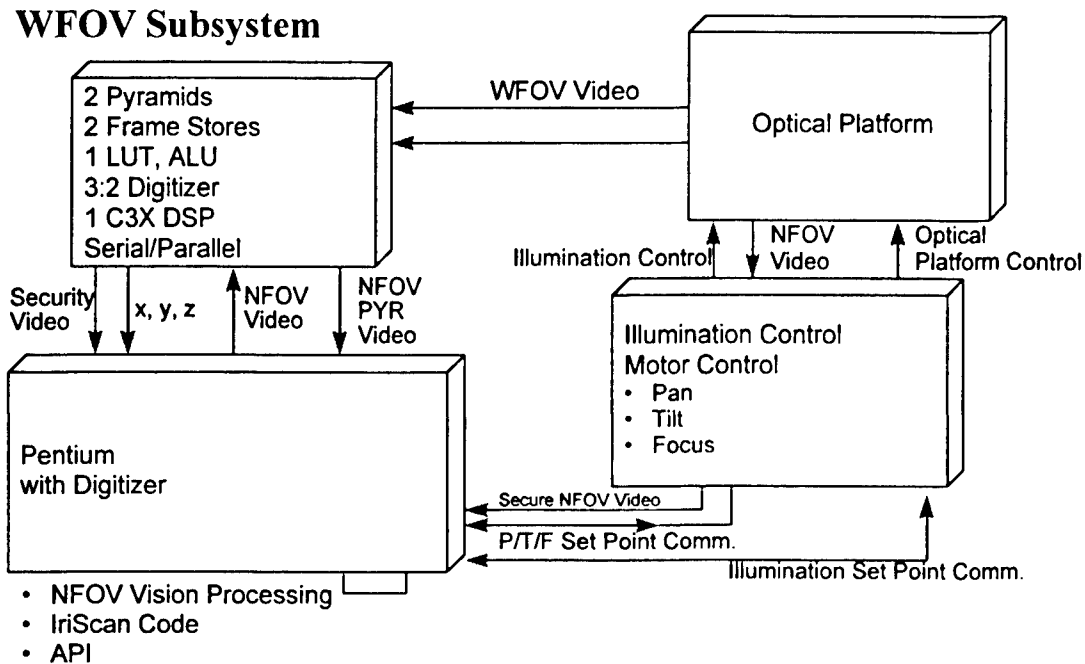 WFOV Subsystem
2 Pyramids
2 Frame Stores
1 LUT, ALU
3:2 Digitizer
1 C3X DSP
Serial/Parallel
WFOV Video
Optical Platform
Illumination Control
NFOV
Video
Optical
Platform Control
Security
Video
x, y, z
NFOV
Video
NFOV
PYR
Video
Illumination Control
Motor Control
• Pan
• Tilt
• Focus
Pentium
with Digitizer
Secure NFOV Video
P/T/F Set Point Comm.
Illumination Set Point Comm.
• NFOV Vision Processing
• IriScan Code
• API